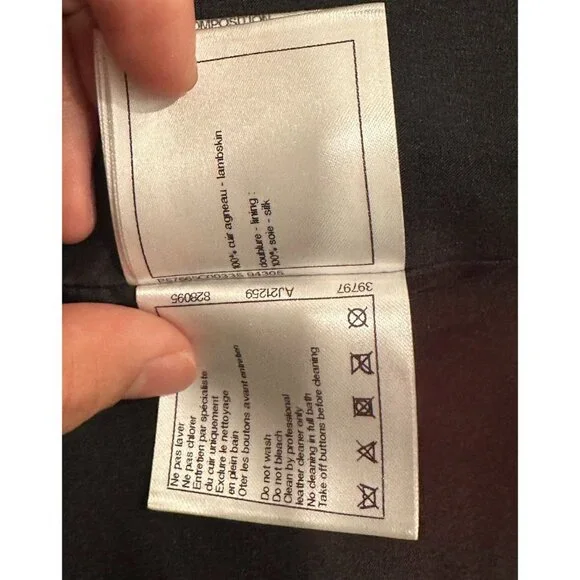 COMPOSITION
100% cuir agneau - lambskin
doublure - lining :
100% soie - silk
94305
39797
AJ21259
828095
Ne pas laver
Ne pas chlorer
Entretien par spécialiste
du cuir uniquement
Exclure le nettoyage
en plein bain
Oter les boutons avant entretien
Do not wash
Do not bleach
Clean by professional
leather cleaner only
No cleaning in full bath
Take off buttons before cleaning